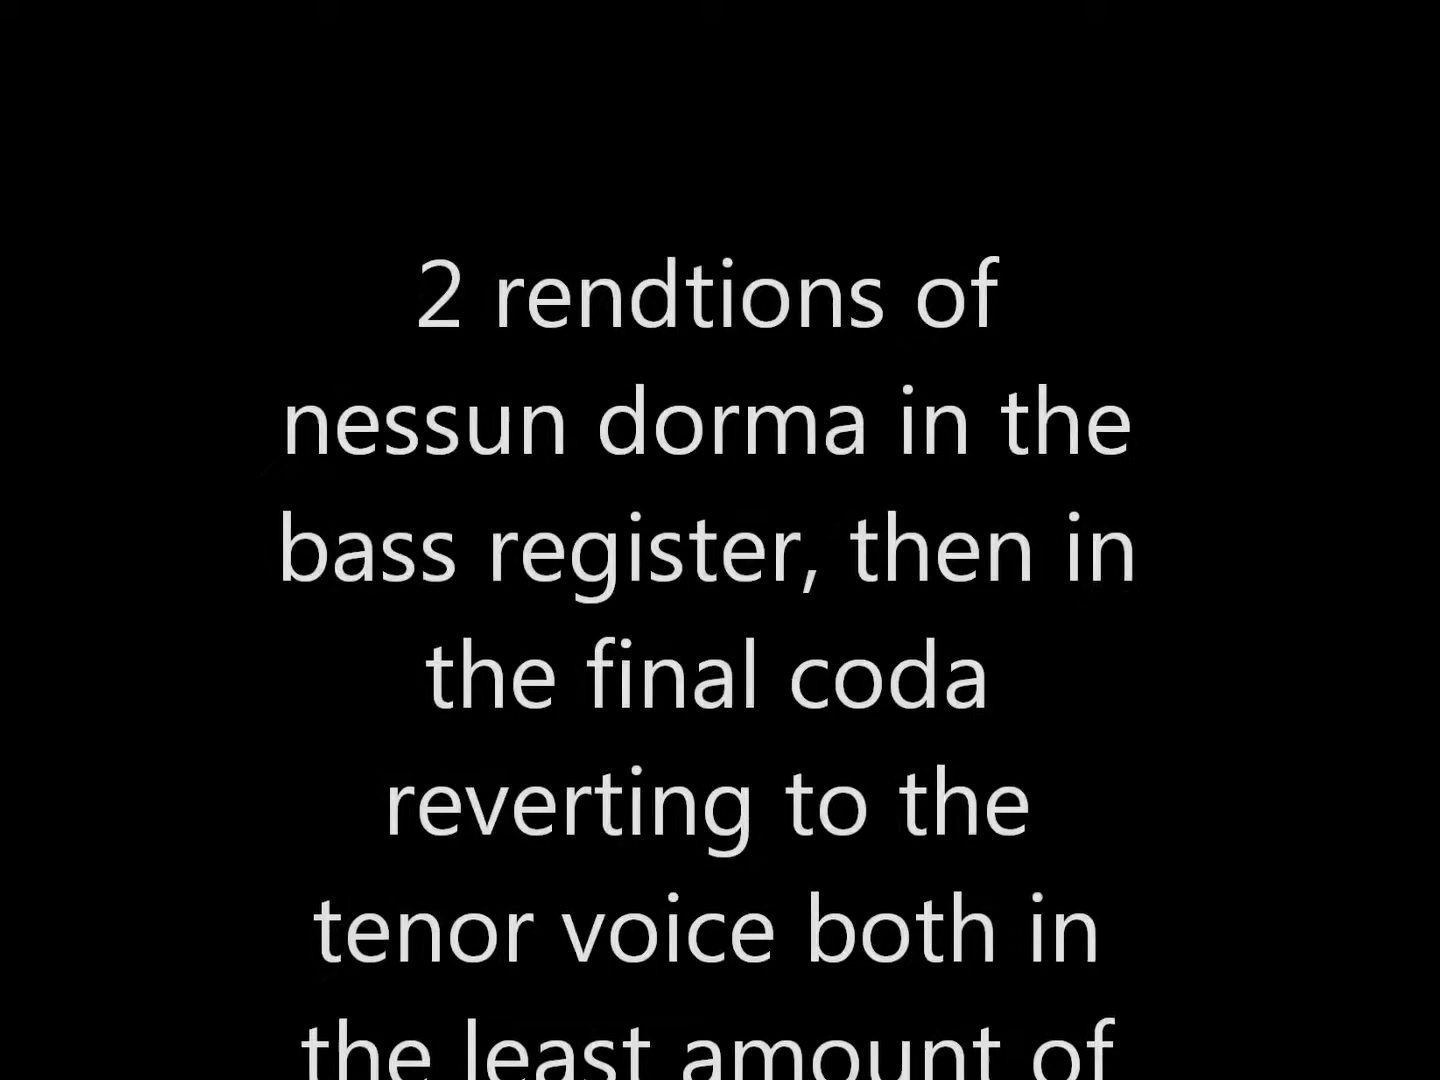 2 rendtions of
nessun dorma in the
bass register, then in
the final coda
reverting to the
tenor voice both in
the least amount of